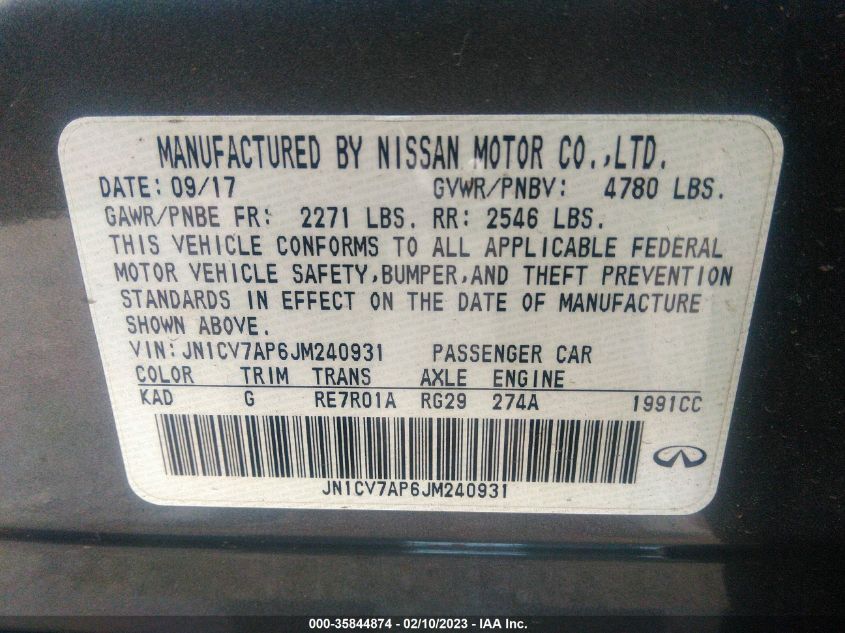 MANUFACTURED BY NISSAN MOTOR CO.,LTD.
DATE: 09/17 GVWR/PNBV: 4780 LBS.
GAWR/PNBE FR: 2271 LBS. RR: 2546 LBS.
THIS VEHICLE CONFORMS TO ALL APPLICABLE FEDERAL
MOTOR VEHICLE SAFETY,BUMPER,AND THEFT PREVENTION
STANDARDS IN EFFECT ON THE DATE OF MANUFACTURE
SHOWN ABOVE.
VIN:JN1CV7AP6JM240931 PASSENGER CAR
COLOR TRIM TRANS AXLE ENGINE
KAD G RE7R01A RG29 274A 1991CC
JN1CV7AP6JM240931
000-35844874 - 02/10/2023 - IAA Inc.